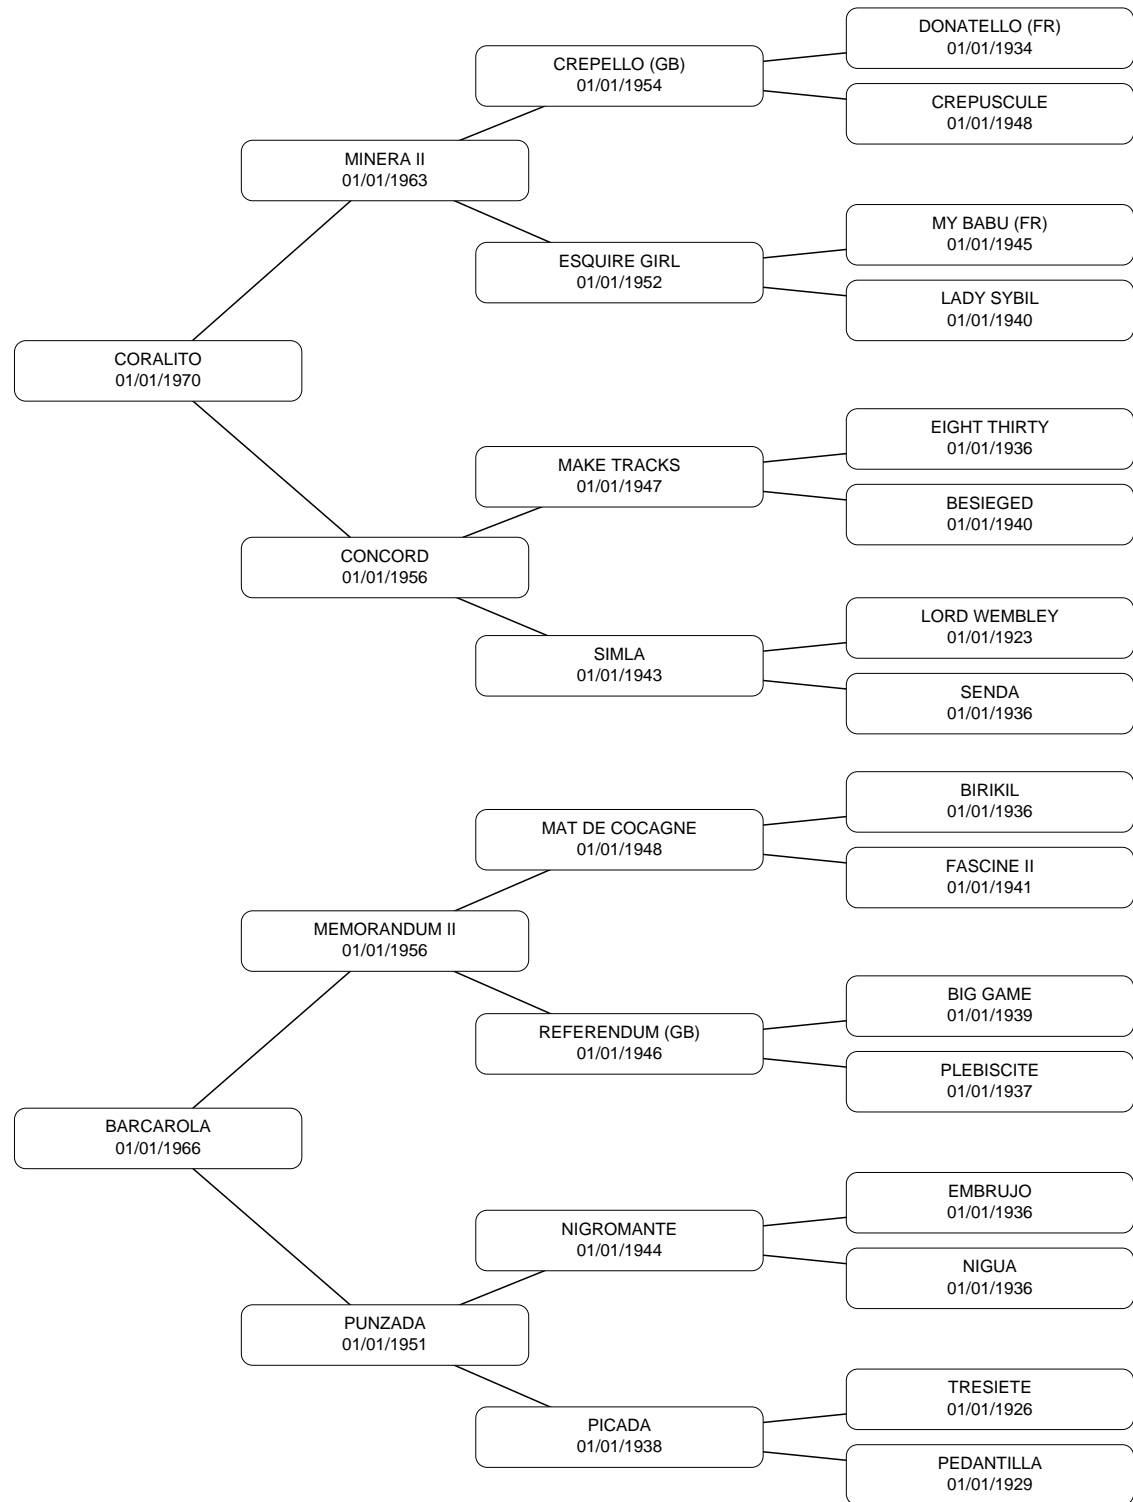 DONATELLO (FR)
01/01/1934
CREPELLO (GB)
01/01/1954
CREPUSCULE
01/01/1948
MINERA II
01/01/1963
MY BABU (FR)
01/01/1945
ESQUIRE GIRL
01/01/1952
LADY SYBIL
01/01/1940
CORALITO
01/01/1970
EIGHT THIRTY
01/01/1936
MAKE TRACKS
01/01/1947
BESIEGED
01/01/1940
CONCORD
01/01/1956
LORD WEMBLEY
01/01/1923
SIMLA
01/01/1943
SENDA
01/01/1936
BIRIKIL
01/01/1936
MAT DE COCAGNE
01/01/1948
FASCINE II
01/01/1941
MEMORANDUM II
01/01/1956
BIG GAME
01/01/1939
REFERENDUM (GB)
01/01/1946
PLEBISCITE
01/01/1937
BARCAROLA
01/01/1966
EMBRUJO
01/01/1936
NIGROMANTE
01/01/1944
NIGUA
01/01/1936
PUNZADA
01/01/1951
TRESIETE
01/01/1926
PICADA
01/01/1938
PEDANTILLA
01/01/1929